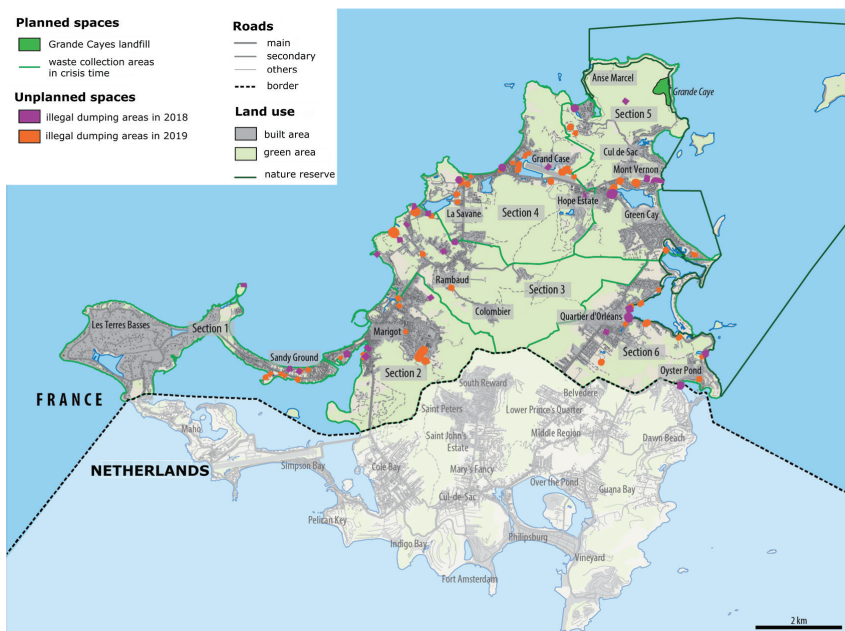 Planned spaces
Grande Cayes landfill
waste collection areas
in crisis time
Unplanned spaces
illegal dumping areas in 2018
illegal dumping areas in 2019
Roads
main
secondary
others
border
Land use
built area
green area
nature reserve
Anse Marcel
Grande Caye
Section 5
Cul de Sac
Grand Case
Mont Vernon
Hope Estate
La Savane
Section 4
Green Cay
Rambaud
Section 3
Colombier
Quartier d'Orléans
Les Terres Basses
Section 1
Marigot
Sandy Ground
Section 2
Section 6
Oyster Pond
FRANCE
South Reward
Belvedere
Saint Peters
Lower Prince's Quarter
Maho
Saint John's
Estate
Middle Region
Dawn Beach
NETHERLANDS
Simpson Bay
Cole Bay
Mary's Fancy
Over the Pond
Guana Bay
Cul-de-Sac
Pelican Key
Indigo Bay
Philipsburg
Vineyard
Fort Amsterdam
2 km